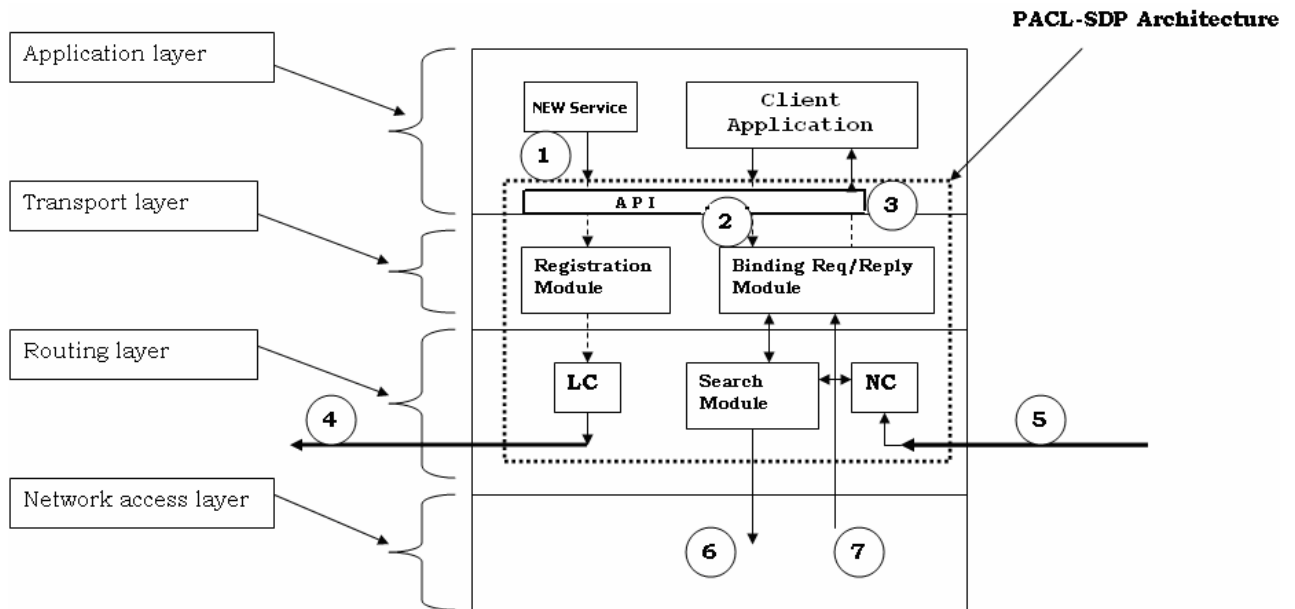 PACL-SDP Architecture
Application layer
NEW Service
Client
Application
1
Transport layer
API
2
3
Registration
Module
Binding Req/Reply
Module
Routing layer
LC
Search
Module
NC
4
5
Network access layer
6
7